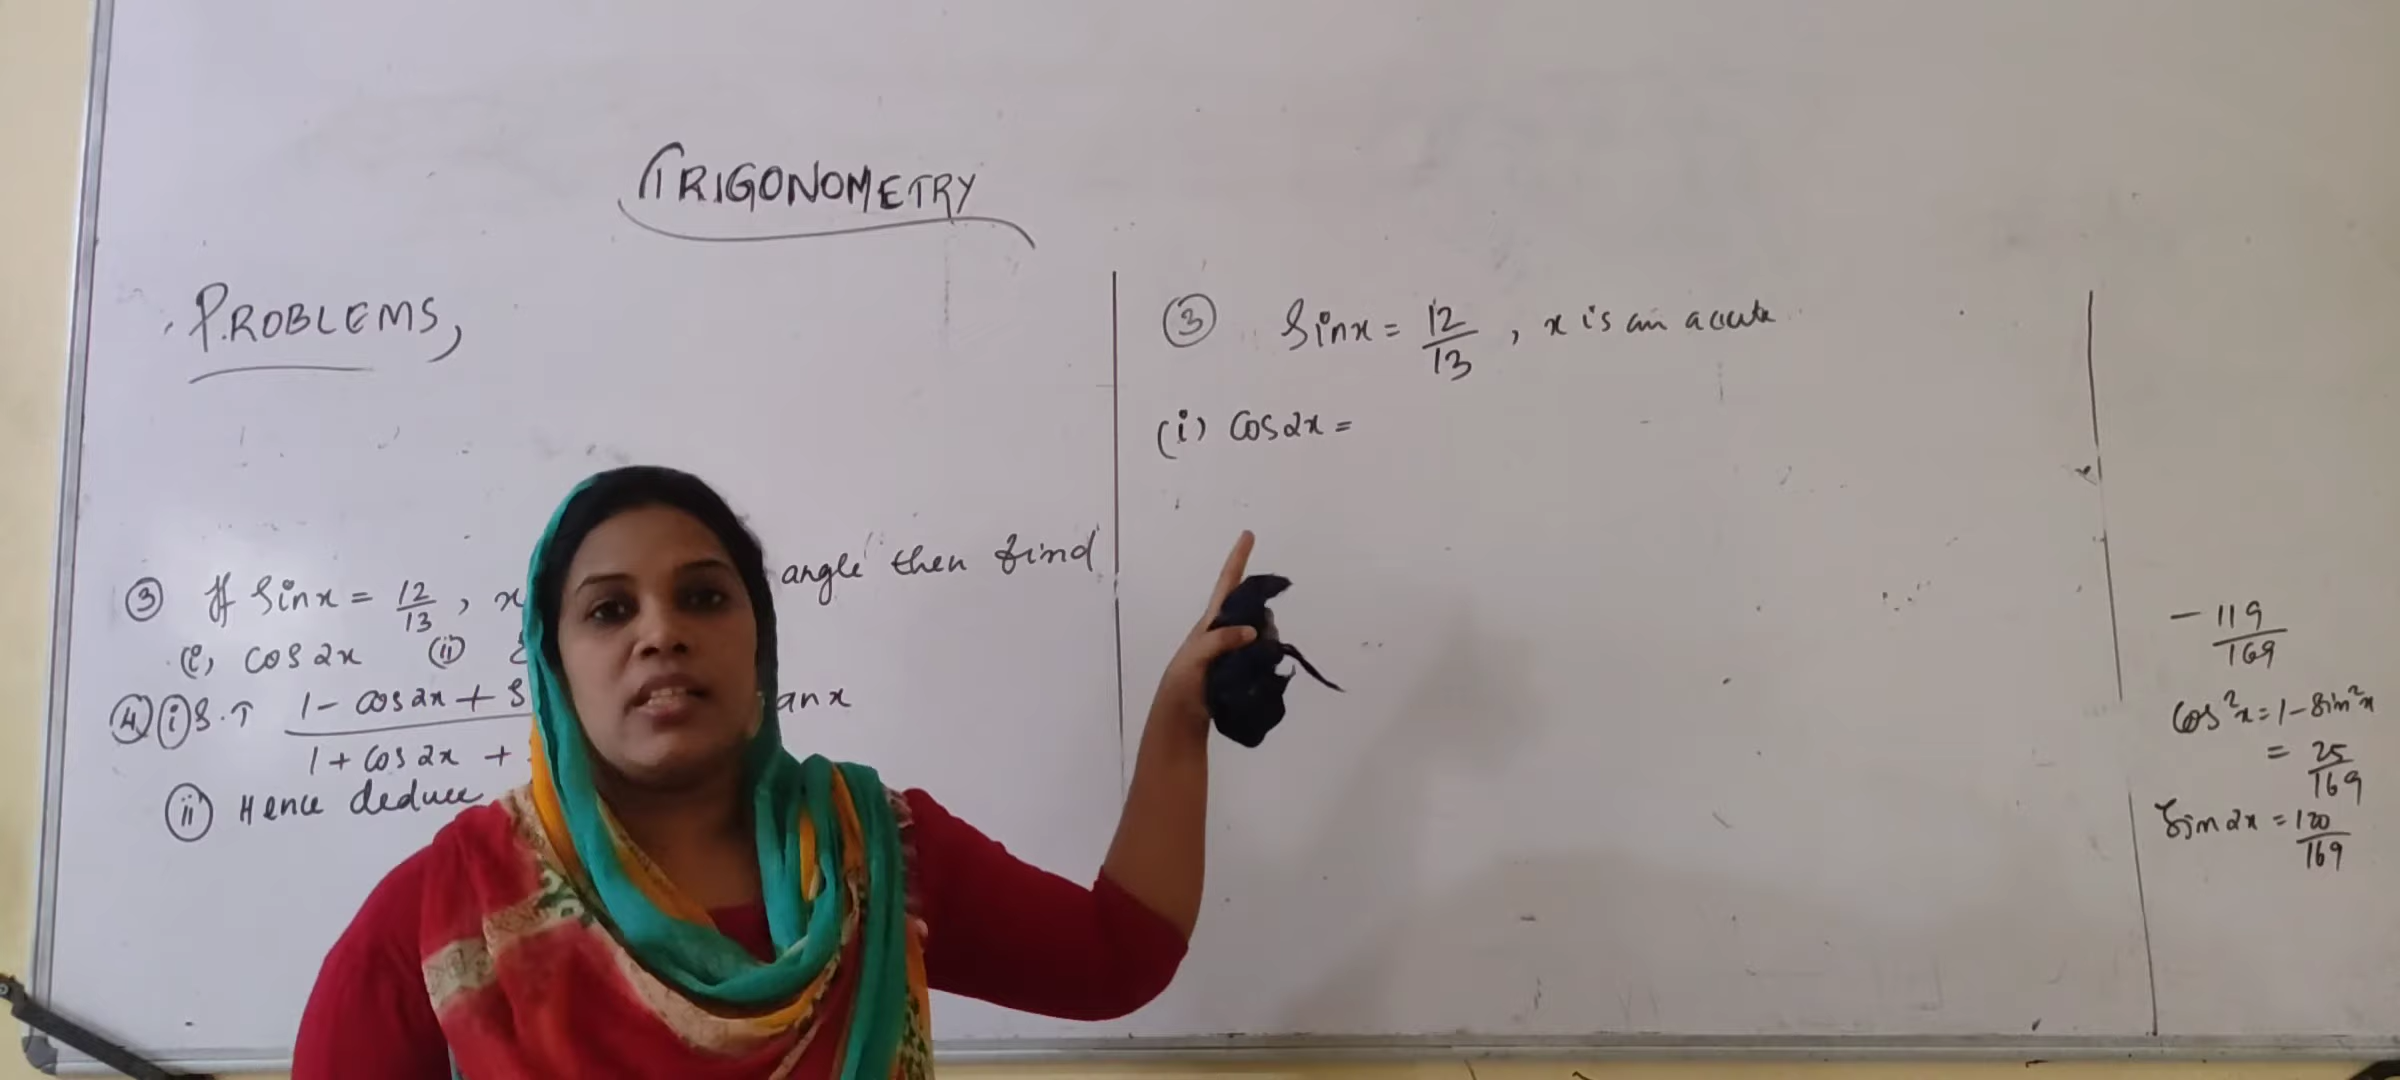 TRIGONOMETRY
PROBLEMS,
③ If Sinx = 12/13, x angle then find
(i) cos2x (ii)
④ (i) S.T 1 - cos2x + S / 1 + cos2x + anx
(ii) Hence deduce
③ Sinx = 12/13, x is an acute
(i) Cos2x =
- 119/169
Cos²x = 1 - Sin²x
= 25/169
Sin2x = 120/169